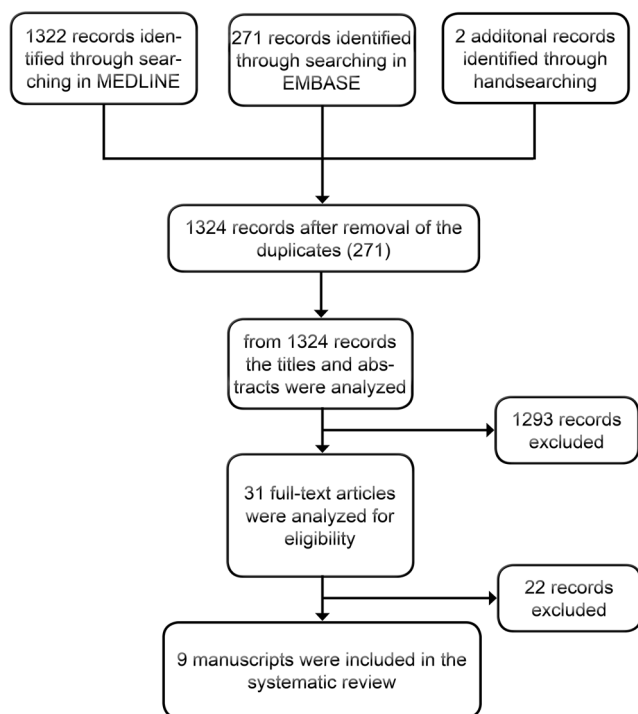 1322 records iden-
tified through sear-
ching in MEDLINE
271 records identified
through searching in
EMBASE
2 additonal records
identified through
handsearching
1324 records after removal of the
duplicates (271)
from 1324 records
the titles and abs-
tracts were analyzed
1293 records
excluded
31 full-text articles
were analyzed for
eligibility
22 records
excluded
9 manuscripts were included in the
systematic review